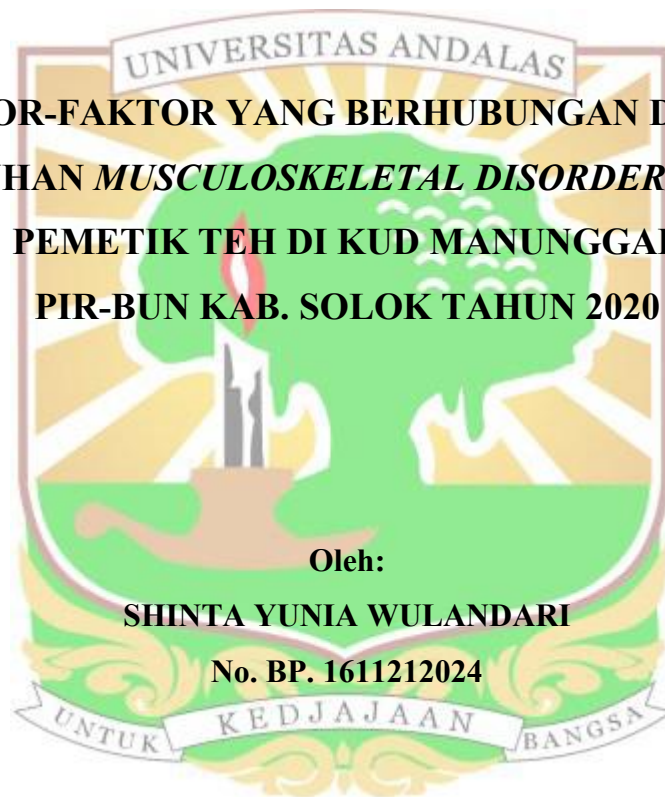 UNIVERSITAS ANDALAS
OR-FAKTOR YANG BERHUBUNGAN D
HAN MUSCULOSKELETAL DISORDER
PEMETIK TEH DI KUD MANUNGGA
PIR-BUN KAB. SOLOK TAHUN 2020
Oleh:
SHINTA YUNIA WULANDARI
No. BP. 1611212024
UNTUK KEDJAJAAN BANGSA